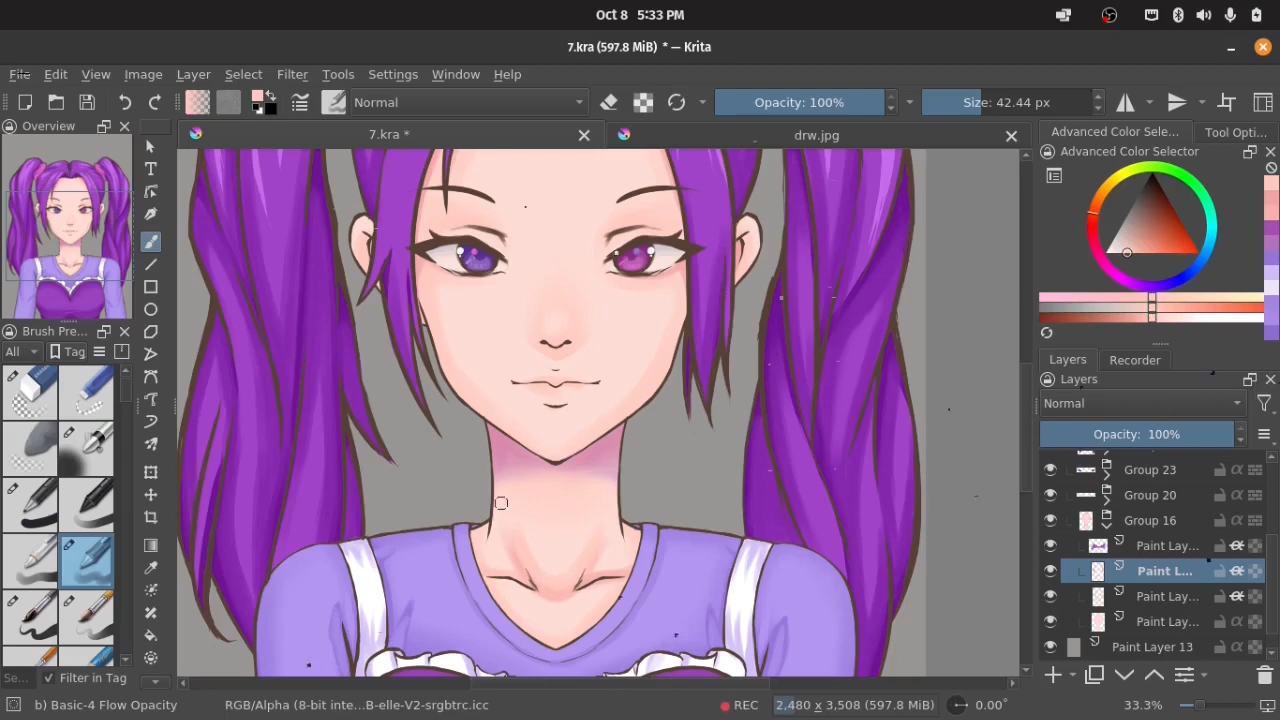 Oct 8 5:33 PM
7.kra (597.8 MiB) * — Krita
File Edit View Image Layer Select Filter Tools Settings Window Help
Normal Opacity: 100% Size: 42.44 px
Overview 7.kra * drw.jpg Advanced Color Sele... Tool Opti...
Advanced Color Selector
Brush Pre...
All Tag
Layers Recorder
Layers
Normal
Opacity: 100%
Group 23
Group 20
Group 16
Paint Lay...
Paint L...
Paint Lay...
Paint Lay...
Paint Layer 13
Se... Filter in Tag
b) Basic-4 Flow Opacity RGB/Alpha (8-bit inte...B-elle-V2-srgbtrc.icc REC 2,480 x 3,508 (597.8 MiB) 0.00° 33.3%